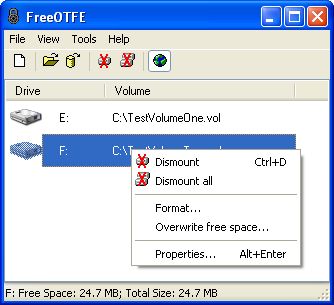 FreeOTFE
File View Tools Help
Drive Volume
E: C:\TestVolumeOne.vol
F:
Dismount Ctrl+D
Dismount all
Format...
Overwrite free space...
Properties... Alt+Enter
F: Free Space: 24.7 MB; Total Size: 24.7 MB